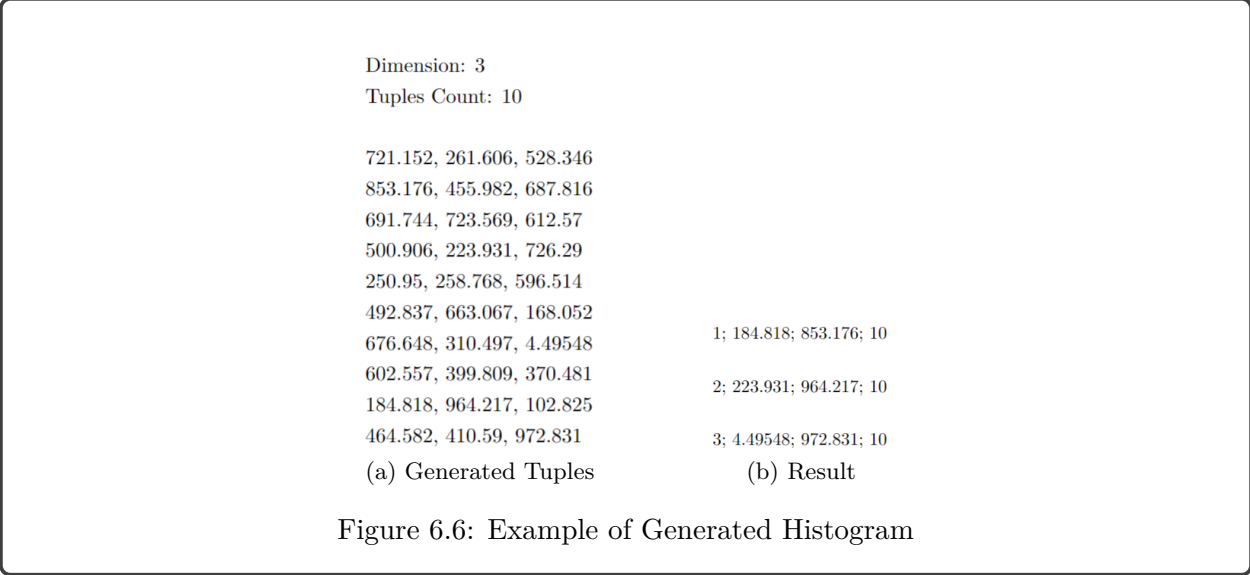 Dimension: 3
Tuples Count: 10
721.152, 261.606, 528.346
853.176, 455.982, 687.816
691.744, 723.569, 612.57
500.906, 223.931, 726.29
250.95, 258.768, 596.514
492.837, 663.067, 168.052
676.648, 310.497, 4.49548
602.557, 399.809, 370.481
184.818, 964.217, 102.825
464.582, 410.59, 972.831
(a) Generated Tuples
1; 184.818; 853.176; 10
2; 223.931; 964.217; 10
3; 4.49548; 972.831; 10
(b) Result
Figure 6.6: Example of Generated Histogram